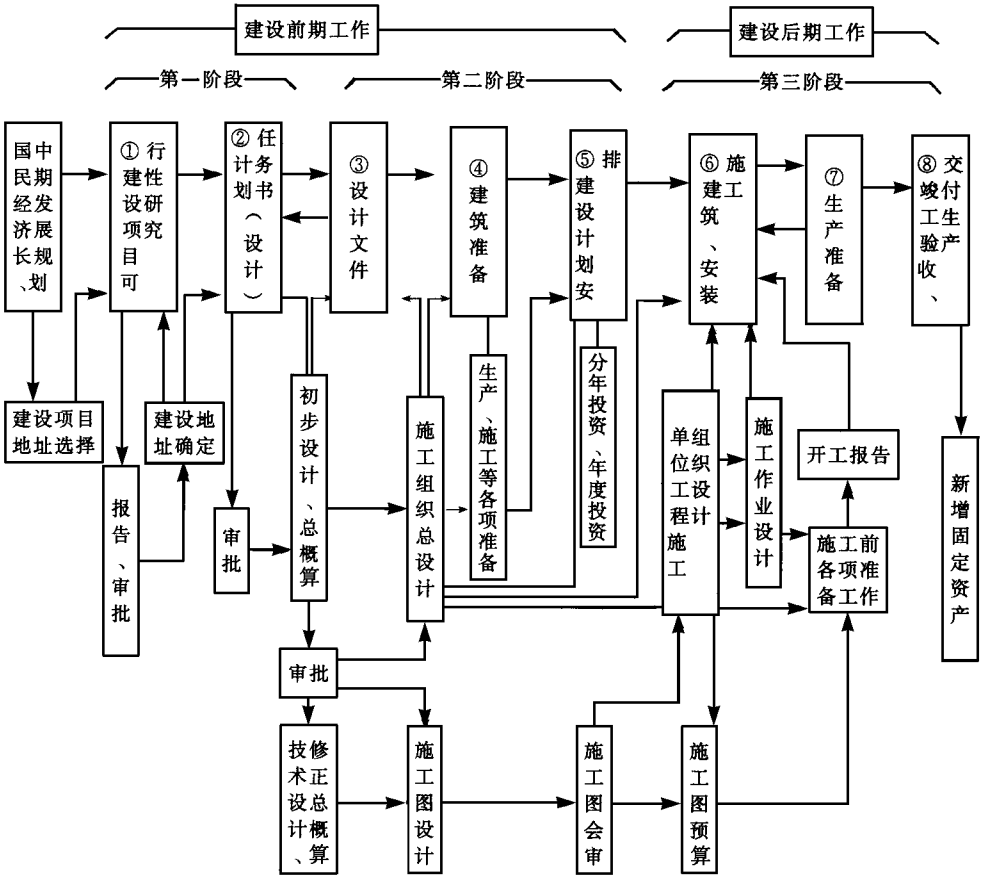 建设前期工作
建设后期工作
第一阶段
第二阶段
第三阶段
国民经济长、
中期发展规划
①建设项目可
行性研究
②计划
任务书
(设计)
③设计文件
④建筑准备
⑤建设计划安
排
⑥建筑、安装
施工
⑦生产准备
⑧竣工验收、
交付生产
建设项目
地址选择
建设地
址确定
报告、审批
审批
初步设计、总概算
施工组织总设计
生产、施工等各项准备
分年投资、年度投资
单位工程施工
组织设计
施工作业设计
开工报告
施工前
各项准
备工作
新增固定资产
审批
技术设计、
修正总概算
施工图设计
施工图会审
施工图预算